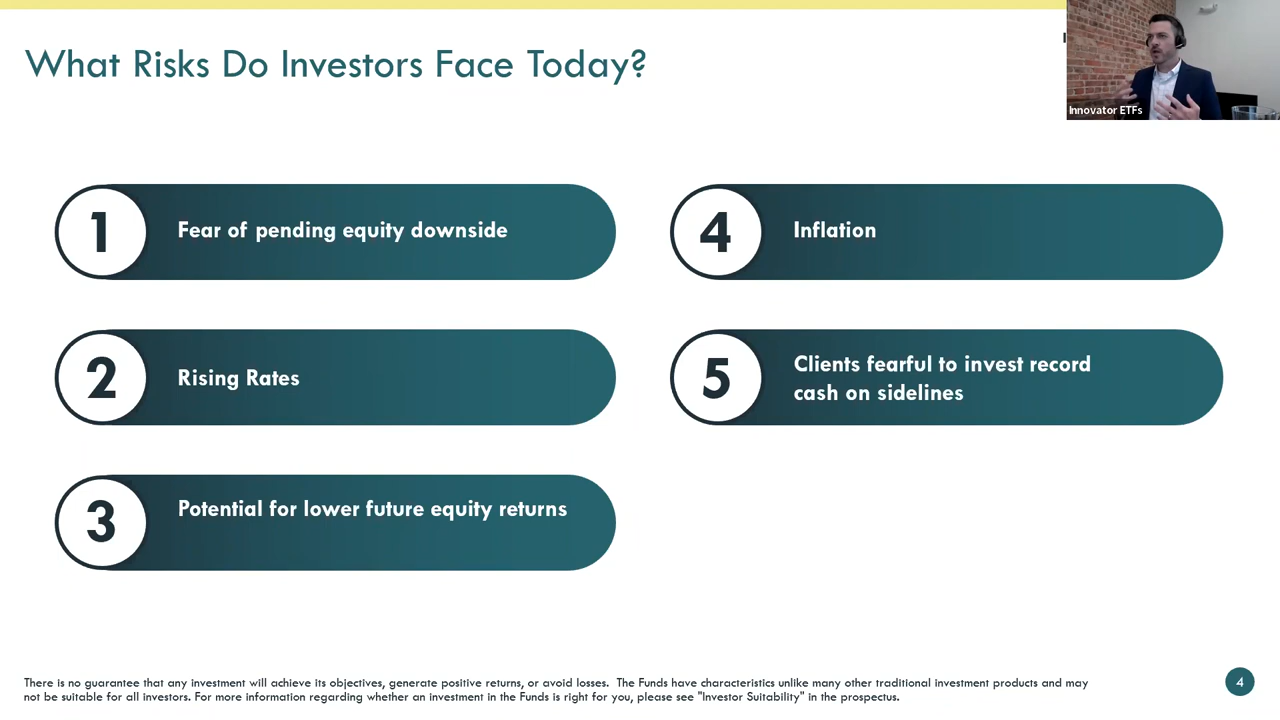 What Risks Do Investors Face Today?
Innovator ETFs
1 Fear of pending equity downside
2 Rising Rates
3 Potential for lower future equity returns
4 Inflation
5 Clients fearful to invest record
cash on sidelines
There is no guarantee that any investment will achieve its objectives, generate positive returns, or avoid losses. The Funds have characteristics unlike many other traditional investment products and may
not be suitable for all investors. For more information regarding whether an investment in the Funds is right for you, please see "Investor Suitability" in the prospectus.
4